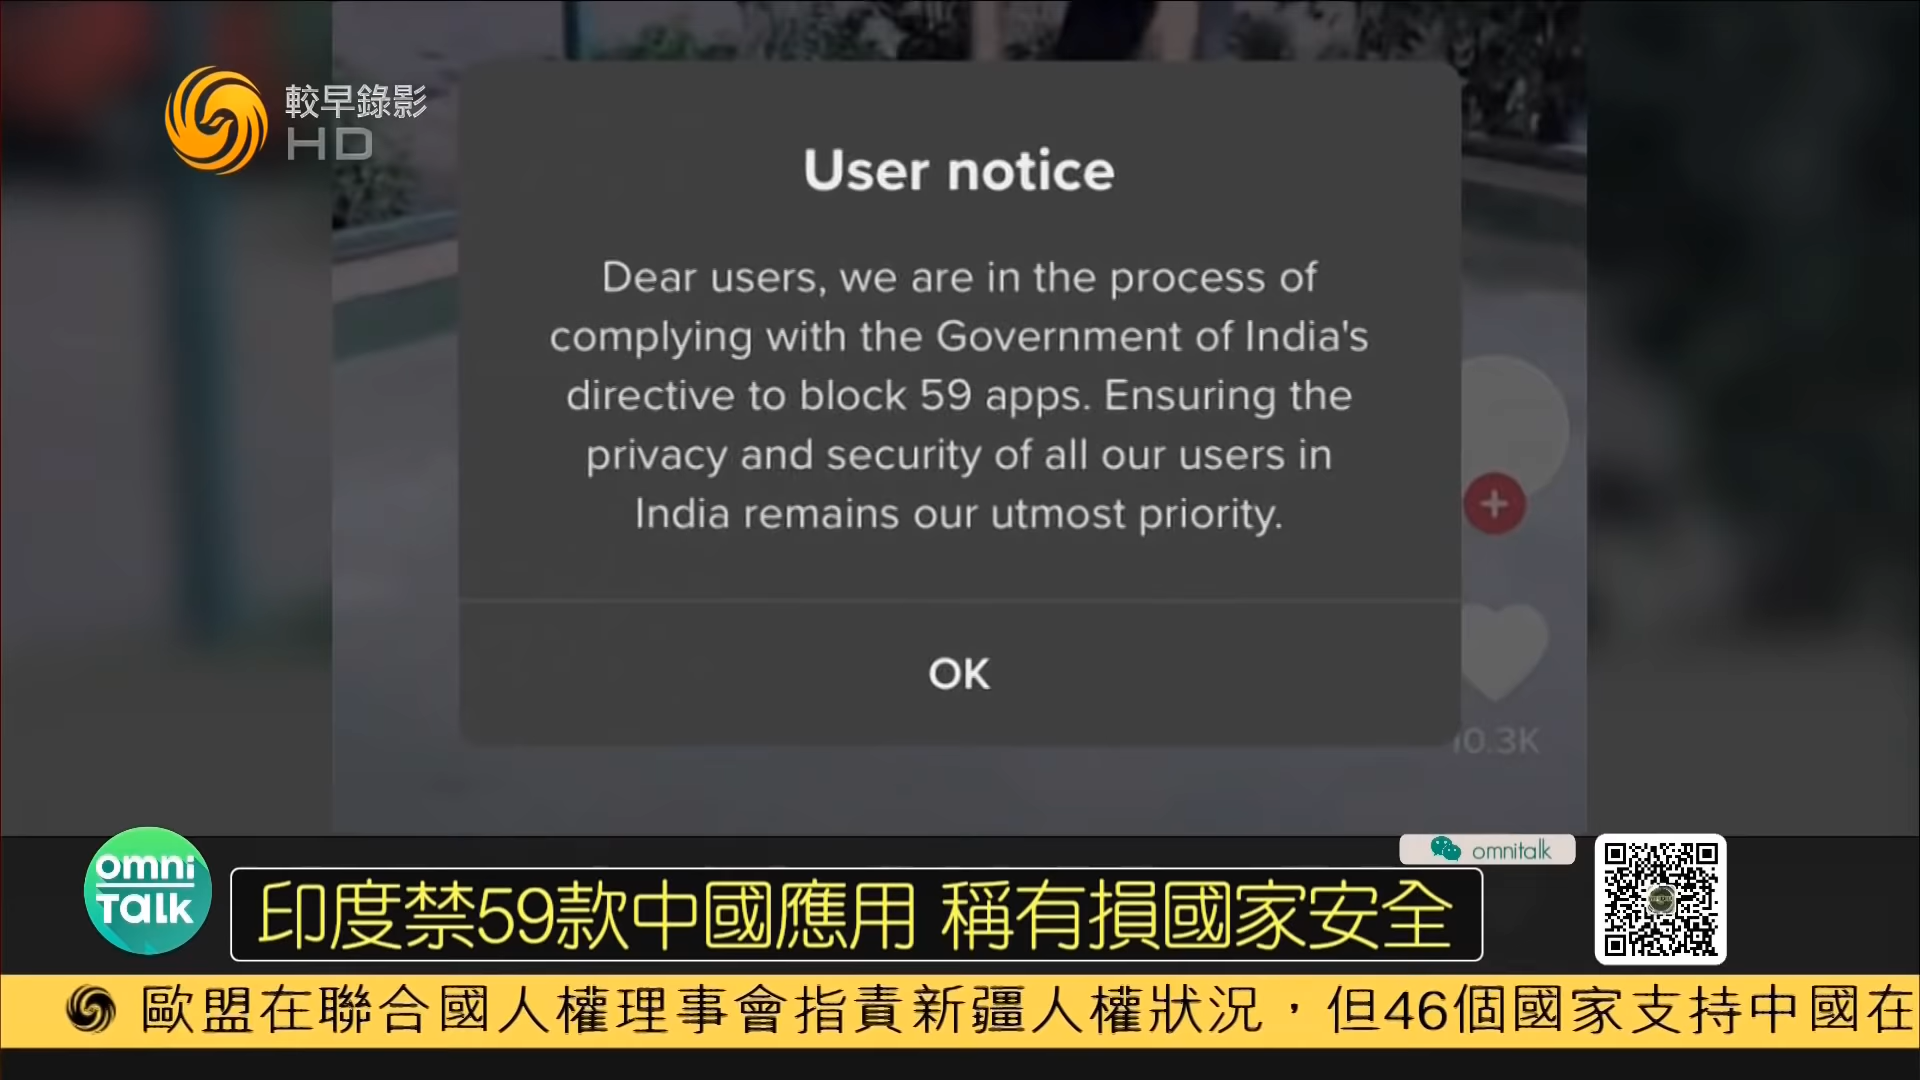 較早錄影
HD
User notice
Dear users, we are in the process of
complying with the Government of India's
directive to block 59 apps. Ensuring the
privacy and security of all our users in
India remains our utmost priority.
OK
10.3K
omni
Talk
omnitalk
印度禁59款中國應用 稱有損國家安全
歐盟在聯合國人權理事會指責新疆人權狀況，但46個國家支持中國在